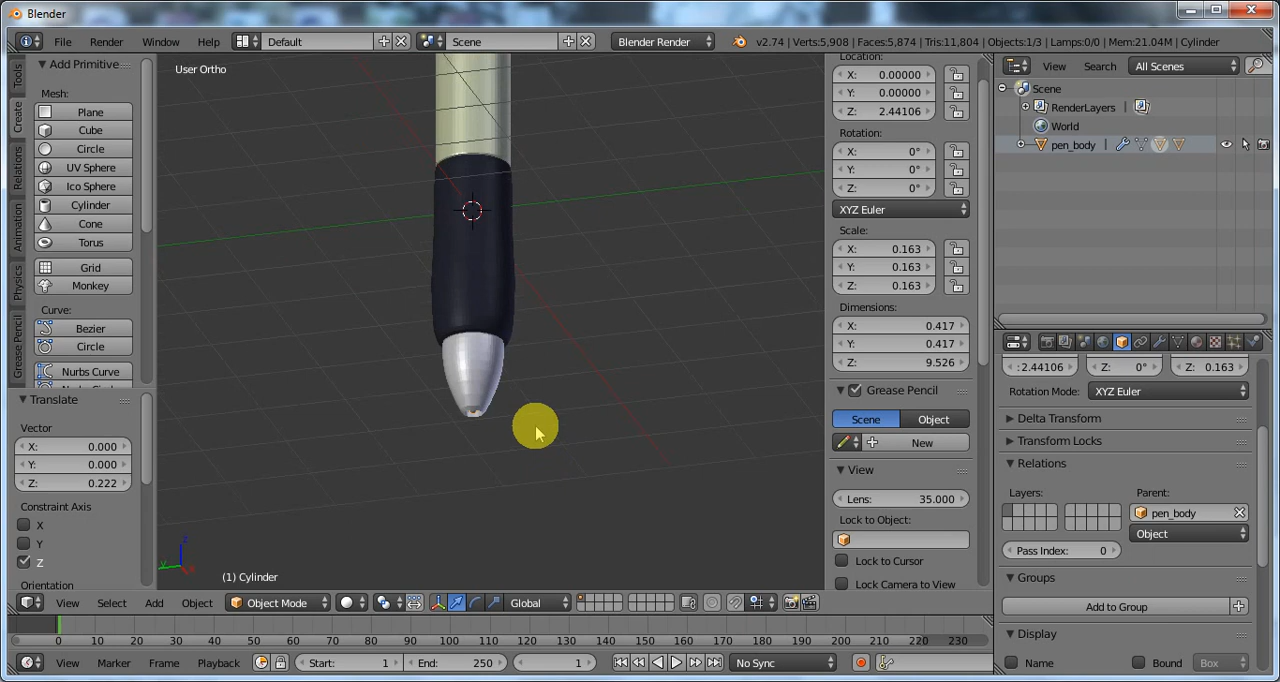 Blender
File Render Window Help Default Scene Blender Render v2.74 | Verts:5,908 | Faces:5,874 | Tris:11,804 | Objects:1/3 | Lamps:0/0 | Mem:21.04M | Cylinder
Tools
Create
Relations
Animation
Physics
Grease Pencil
Add Primitive
Mesh:
Plane
Cube
Circle
UV Sphere
Ico Sphere
Cylinder
Cone
Torus
Grid
Monkey
Curve:
Bezier
Circle
Nurbs Curve
Translate
Vector
X: 0.000
Y: 0.000
Z: 0.222
Constraint Axis
X
Y
Z
Orientation
User Ortho
z
y
x
(1) Cylinder
View Select Add Object Object Mode Global
Location:
X: 0.00000
Y: 0.00000
Z: 2.44106
Rotation:
X: 0°
Y: 0°
Z: 0°
XYZ Euler
Scale:
X: 0.163
Y: 0.163
Z: 0.163
Dimensions:
X: 0.417
Y: 0.417
Z: 9.526
Grease Pencil
Scene Object
New
View
Lens: 35.000
Lock to Object:
Lock to Cursor
Lock Camera to View
View Search All Scenes
Scene
RenderLayers
World
pen_body
: 2.44106 Z: 0° Z: 0.163
Rotation Mode: XYZ Euler
Delta Transform
Transform Locks
Relations
Layers: Parent:
pen_body
Object
Pass Index: 0
Groups
Add to Group
Display
Name Bound Box
0 10 20 30 40 50 60 70 80 90 100 110 120 130 140 150 160 170 180 190 200 210 220 230
View Marker Frame Playback Start: 1 End: 250 1 No Sync